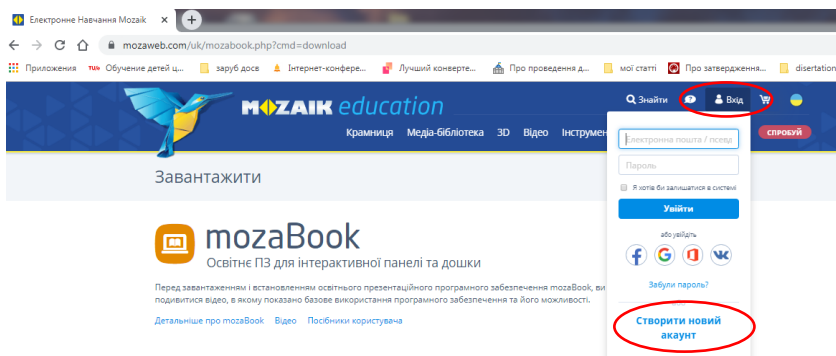 Електронне Навчання Mozaik
mozaweb.com/uk/mozabook.php?cmd=download
Приложения
Обучение детей ц...
заруб досв
Інтернет-конфере...
Лучший конверте...
Про проведення д...
мої статті
Про затвердження...
disertation
MOZAIK education
Знайти
Вхід
Крамниця Медіа-бібліотека 3D Відео Інструмен
СПРОБУЙ
Електронна пошта / псевд
Пароль
Я хотів би залишатися в системі
Увійти
або увійдіть
Забули пароль?
Створити новий
акаунт
Завантажити
mozaBook
Освітнє ПЗ для інтерактивної панелі та дошки
Перед завантаженням і встановленням освітнього презентаційного програмного забезпечення mozaBook, ви
подивитися відео, в якому показано базове використання програмного забезпечення та його можливості.
Детальніше про mozaBook Відео Посібники користувача